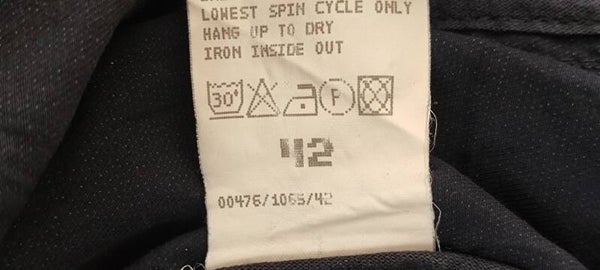 LOWEST SPIN CYCLE ONLY
HANG UP TO DRY
IRON INSIDE OUT
30° P
42
00476/1065/42